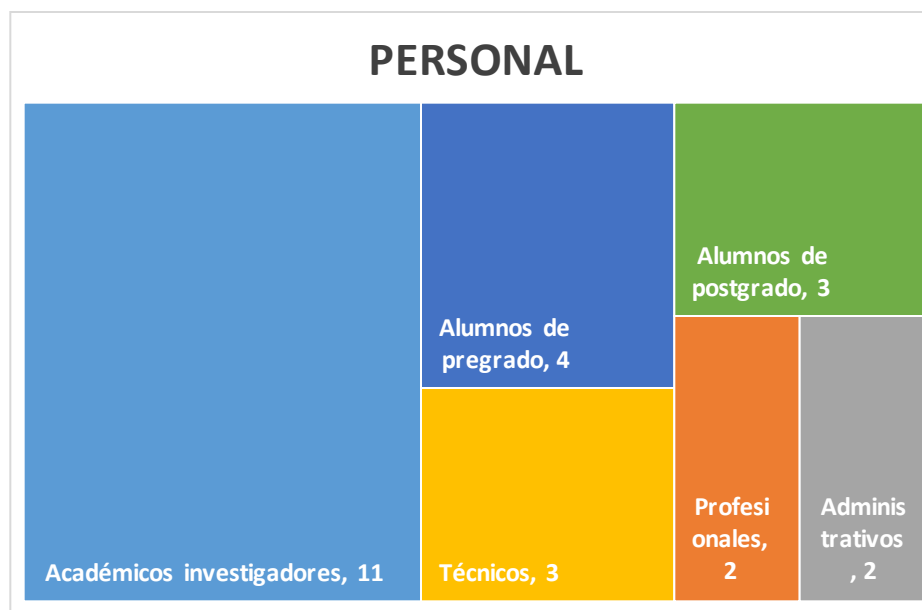 PERSONAL
Académicos investigadores, 11
Alumnos de
pregrado, 4
Técnicos, 3
Alumnos de
postgrado, 3
Profesi
onales,
2
Adminis
trativos
, 2